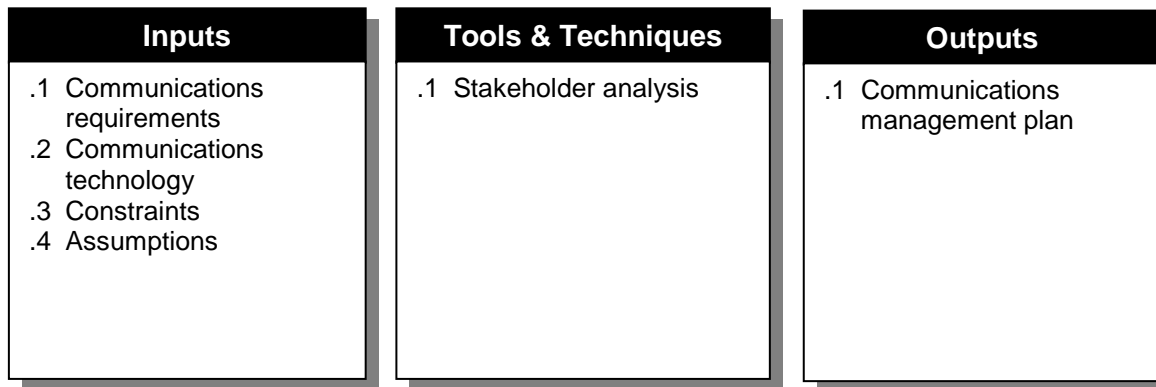 Inputs
.1 Communications
requirements
.2 Communications
technology
.3 Constraints
.4 Assumptions
Tools & Techniques
.1 Stakeholder analysis
Outputs
.1 Communications
management plan